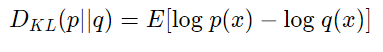 D_{KL}(p||q) = E[log p(x) − log q(x)]